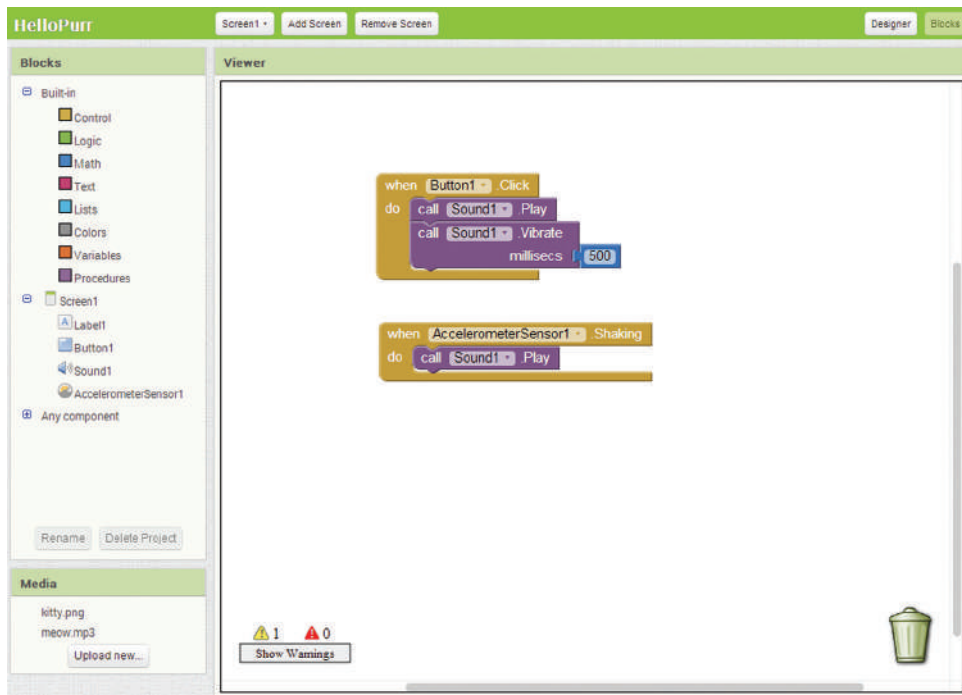 HelloPurr
Screen1
Add Screen
Remove Screen
Designer
Blocks
Blocks
Built-in
Control
Logic
Math
Text
Lists
Colors
Variables
Procedures
Screen1
A Label1
Button1
Sound1
AccelerometerSensor1
Any component
Rename
Delete Project
Media
kitty.png
meow.mp3
Upload new...
Viewer
when Button1 .Click
do call Sound1 .Play
call Sound1 .Vibrate
millisecs 500
when AccelerometerSensor1 .Shaking
do call Sound1 .Play
1 0
Show Warnings